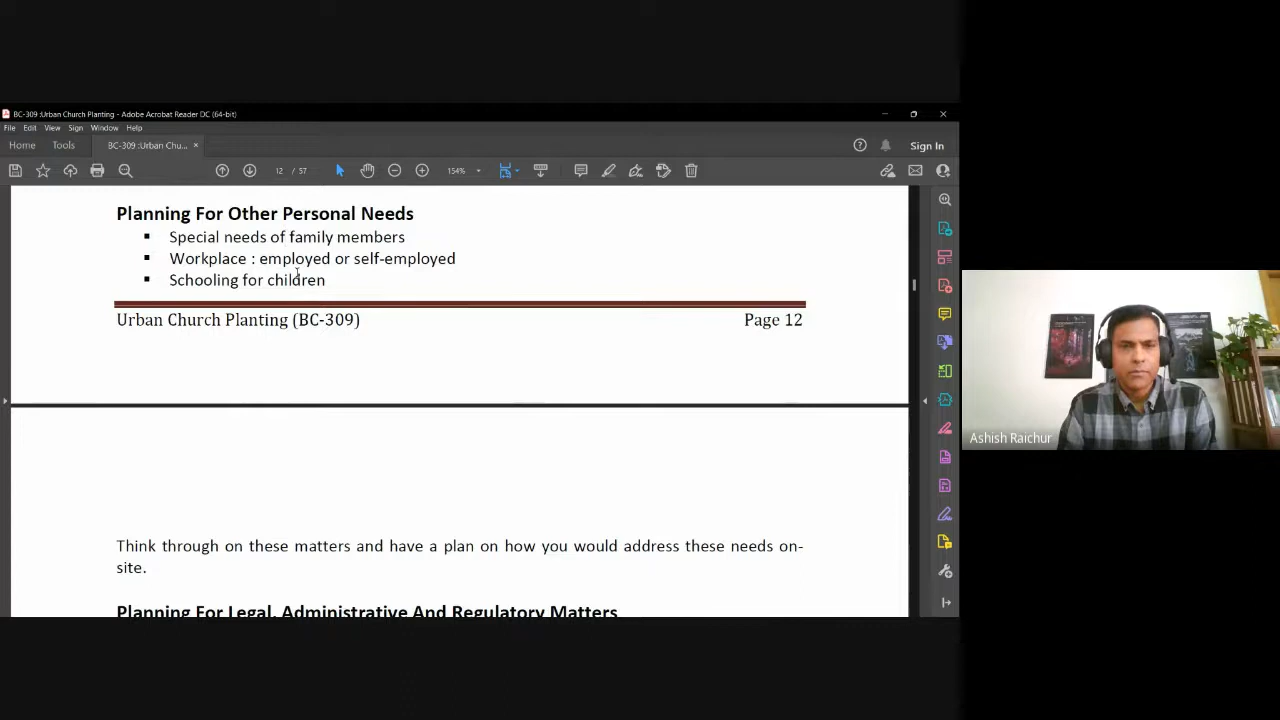 BC-309 :Urban Church Planting - Adobe Acrobat Reader DC (64-bit)
File Edit View Sign Window Help
Home Tools BC-309 :Urban Chu... × Sign In
12 / 57 154%
Planning For Other Personal Needs
▪ Special needs of family members
▪ Workplace : employed or self-employed
▪ Schooling for children
Urban Church Planting (BC-309) Page 12
Think through on these matters and have a plan on how you would address these needs on-
site.
Planning For Legal, Administrative And Regulatory Matters
Ashish Raichur